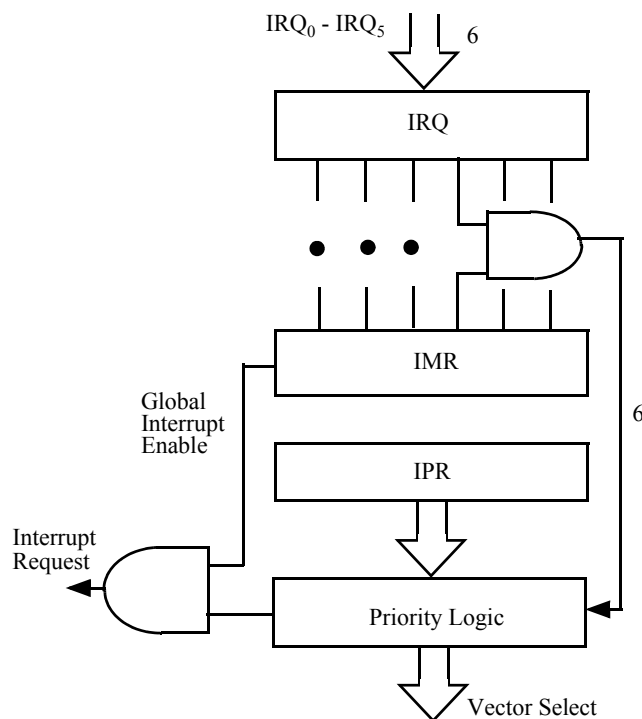 IRQ₀ - IRQ₅
6
IRQ
IMR
Global
Interrupt
Enable
6
IPR
Interrupt
Request
Priority Logic
Vector Select